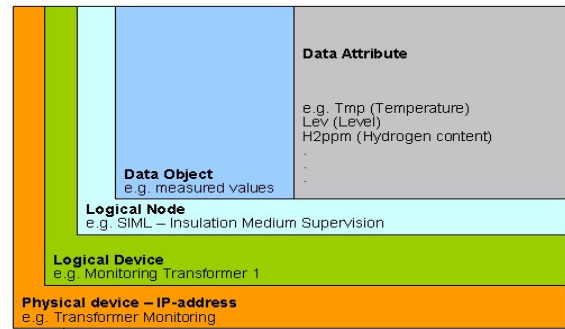 Data Attribute
e.g. Tmp (Temperature)
Lev (Level)
H2ppm (Hydrogen content)
.
.
.
Data Object
e.g. measured values
Logical Node
e.g. SIML – Insulation Medium Supervision
Logical Device
e.g. Monitoring Transformer 1
Physical device – IP-address
e.g. Transformer Monitoring